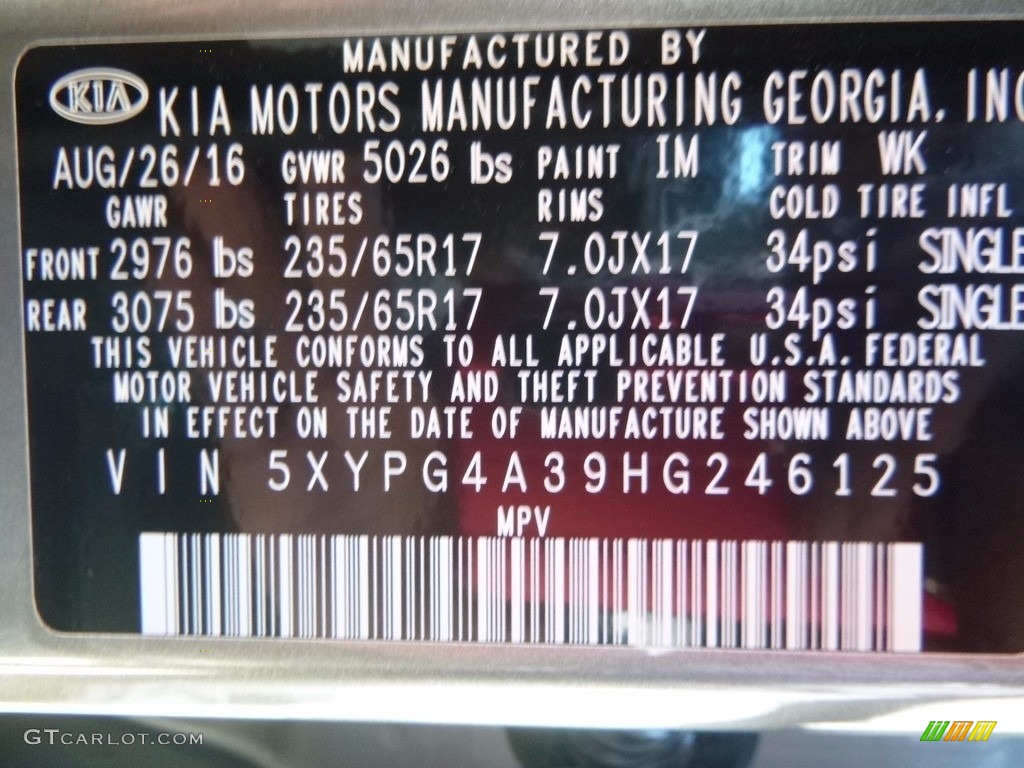 MANUFACTURED BY
KIA KIA MOTORS MANUFACTURING GEORGIA, INC
AUG/26/16 GVWR 5026 lbs PAINT IM TRIM WK
GAWR TIRES RIMS COLD TIRE INFL
FRONT 2976 lbs 235/65R17 7.0JX17 34psi SINGLE
REAR 3075 lbs 235/65R17 7.0JX17 34psi SINGLE
THIS VEHICLE CONFORMS TO ALL APPLICABLE U.S.A. FEDERAL
MOTOR VEHICLE SAFETY AND THEFT PREVENTION STANDARDS
IN EFFECT ON THE DATE OF MANUFACTURE SHOWN ABOVE
VIN 5XYPG4A39HG246125
MPV
GTCARLOT.COM